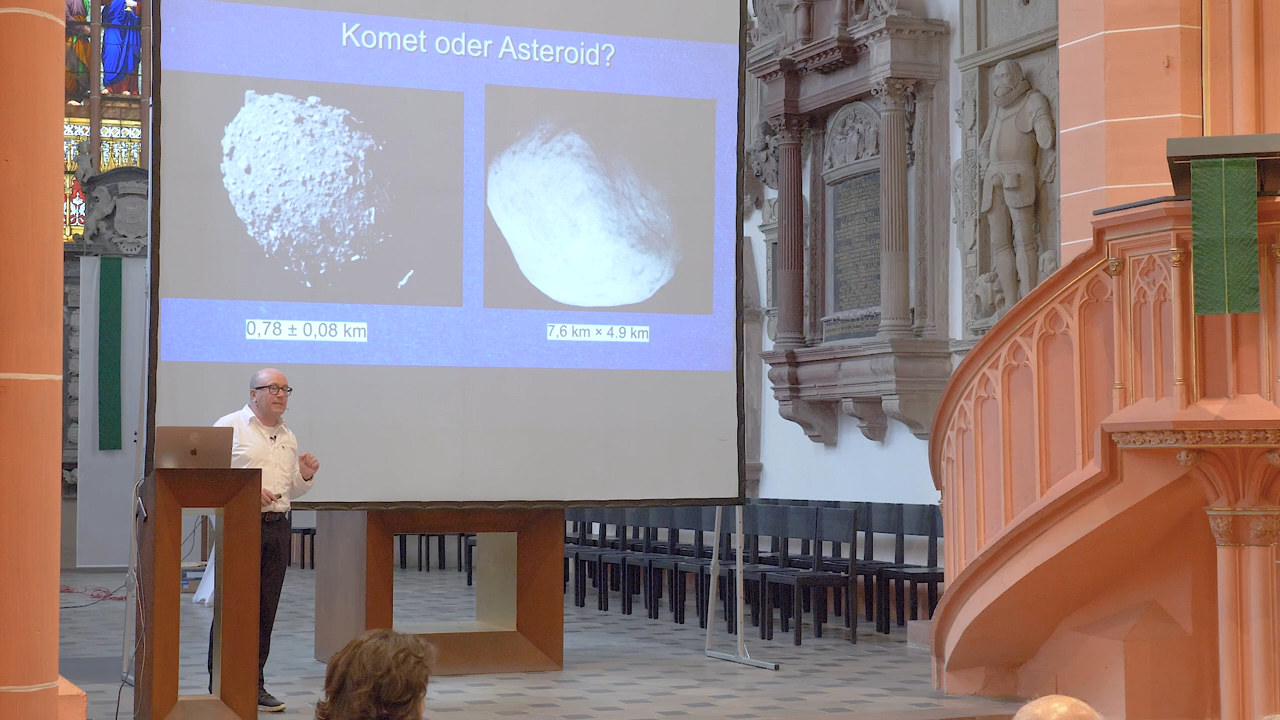 Komet oder Asteroid?
0,78 ± 0,08 km
7,6 km × 4.9 km